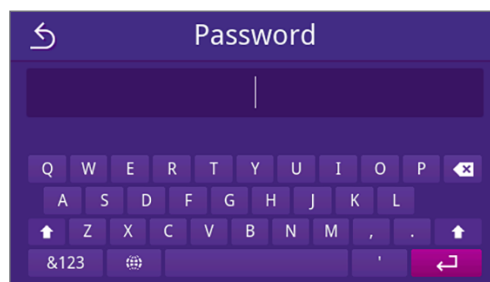 Password
Q W E R T Y U I O P
A S D F G H J K L
Z X C V B N M , .
&123 '